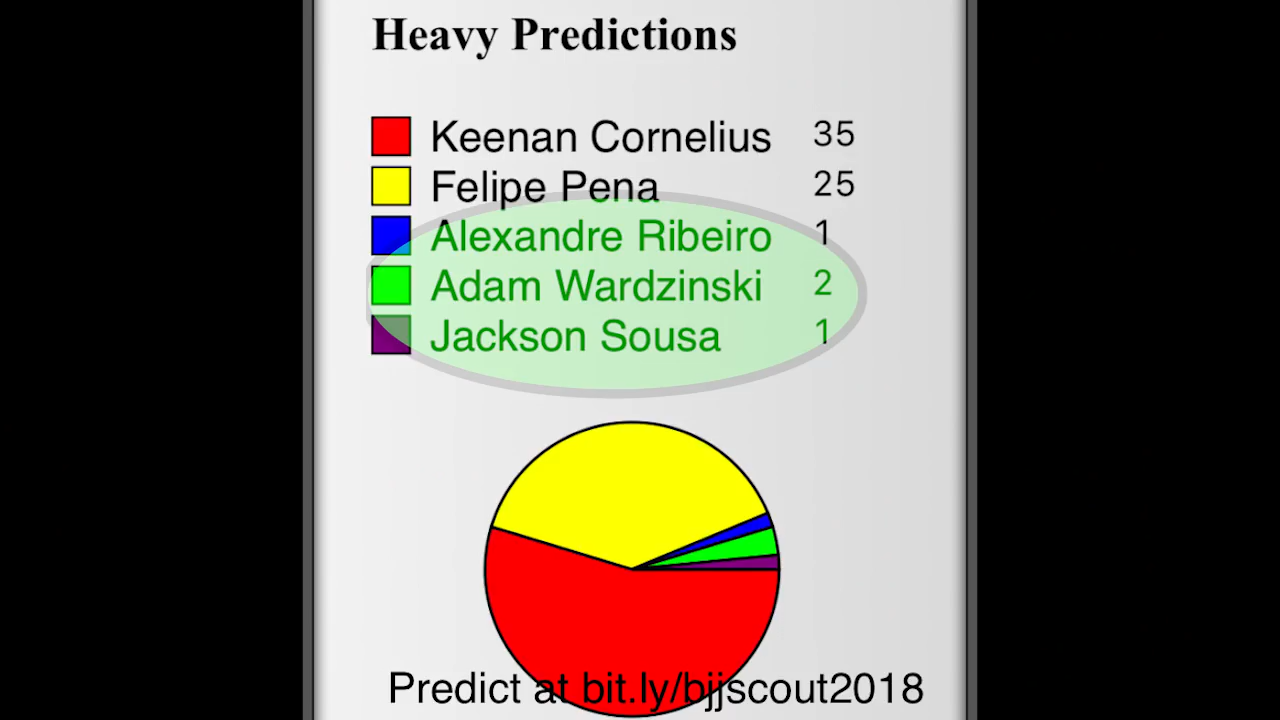 Heavy Predictions
Keenan Cornelius 35
Felipe Pena 25
Alexandre Ribeiro 1
Adam Wardzinski 2
Jackson Sousa 1
Predict at bit.ly/bjjscout2018